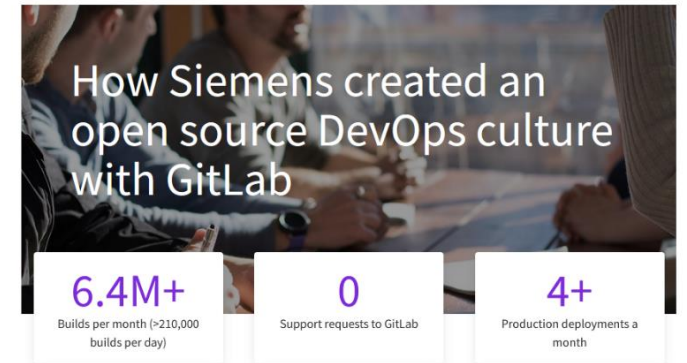 How Siemens created an
open source DevOps culture
with GitLab
6.4M+
Builds per month (>210,000
builds per day)
0
Support requests to GitLab
4+
Production deployments a
month